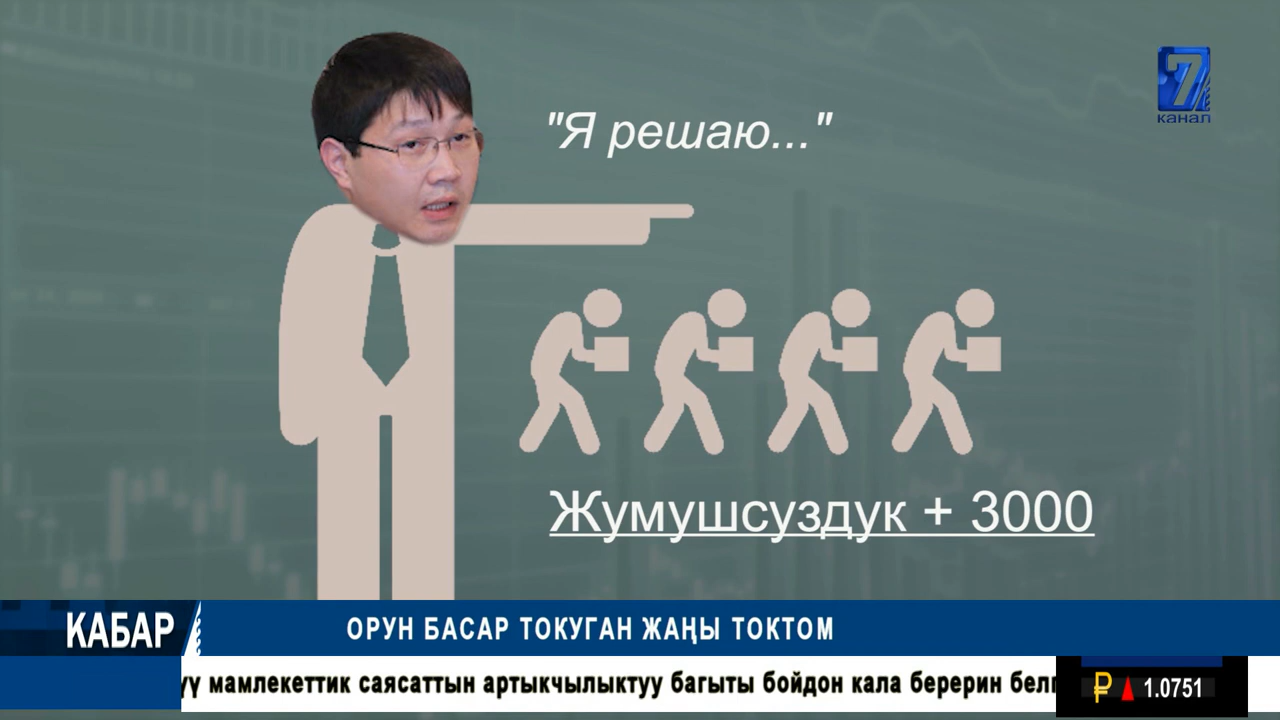 7
КАНАЛ
"Я решаю..."
Жумушсуздук + 3000
КАБАР
ОРУН БАСАР ТОКУГАН ЖАҢЫ ТОКТОМ
мамлекеттик саясаттын артыкчылыктуу багыты бойдон кала берерин
₽ ▲ 1.0751